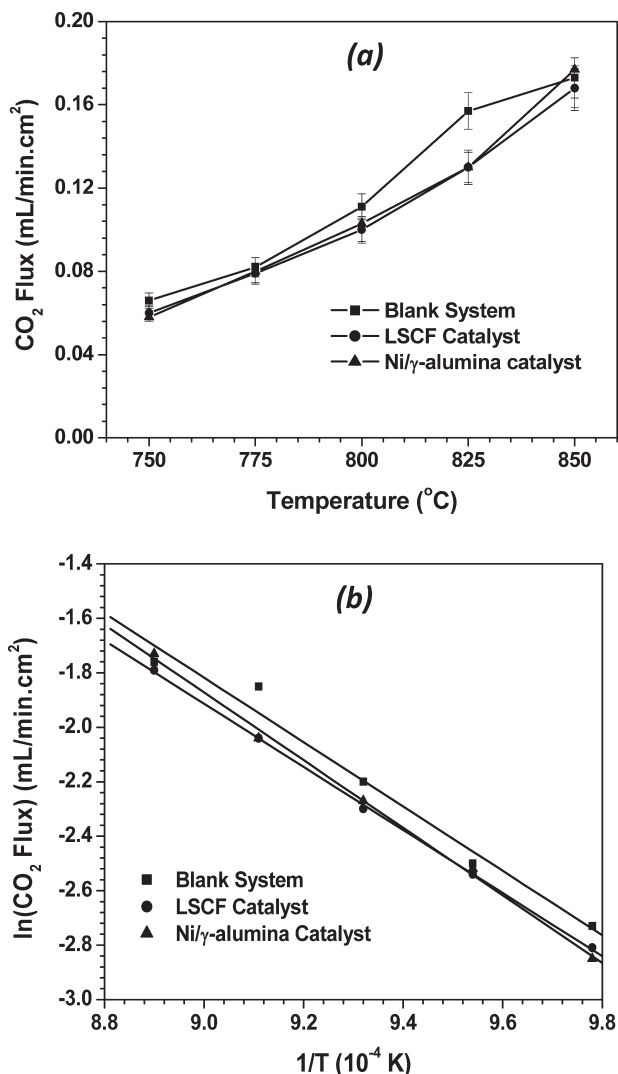 0.20
(a)
0.16
0.12
0.08
0.04
0.00
CO₂ Flux (mL/min.cm²)
Blank System
LSCF Catalyst
Ni/γ-alumina catalyst
750 775 800 825 850
Temperature (°C)
-1.4
(b)
-1.6
-1.8
-2.0
-2.2
-2.4
-2.6
-2.8
-3.0
ln(CO₂ Flux) (mL/min.cm²)
Blank System
LSCF Catalyst
Ni/γ-alumina Catalyst
8.8 9.0 9.2 9.4 9.6 9.8
1/T (10⁻⁴ K)